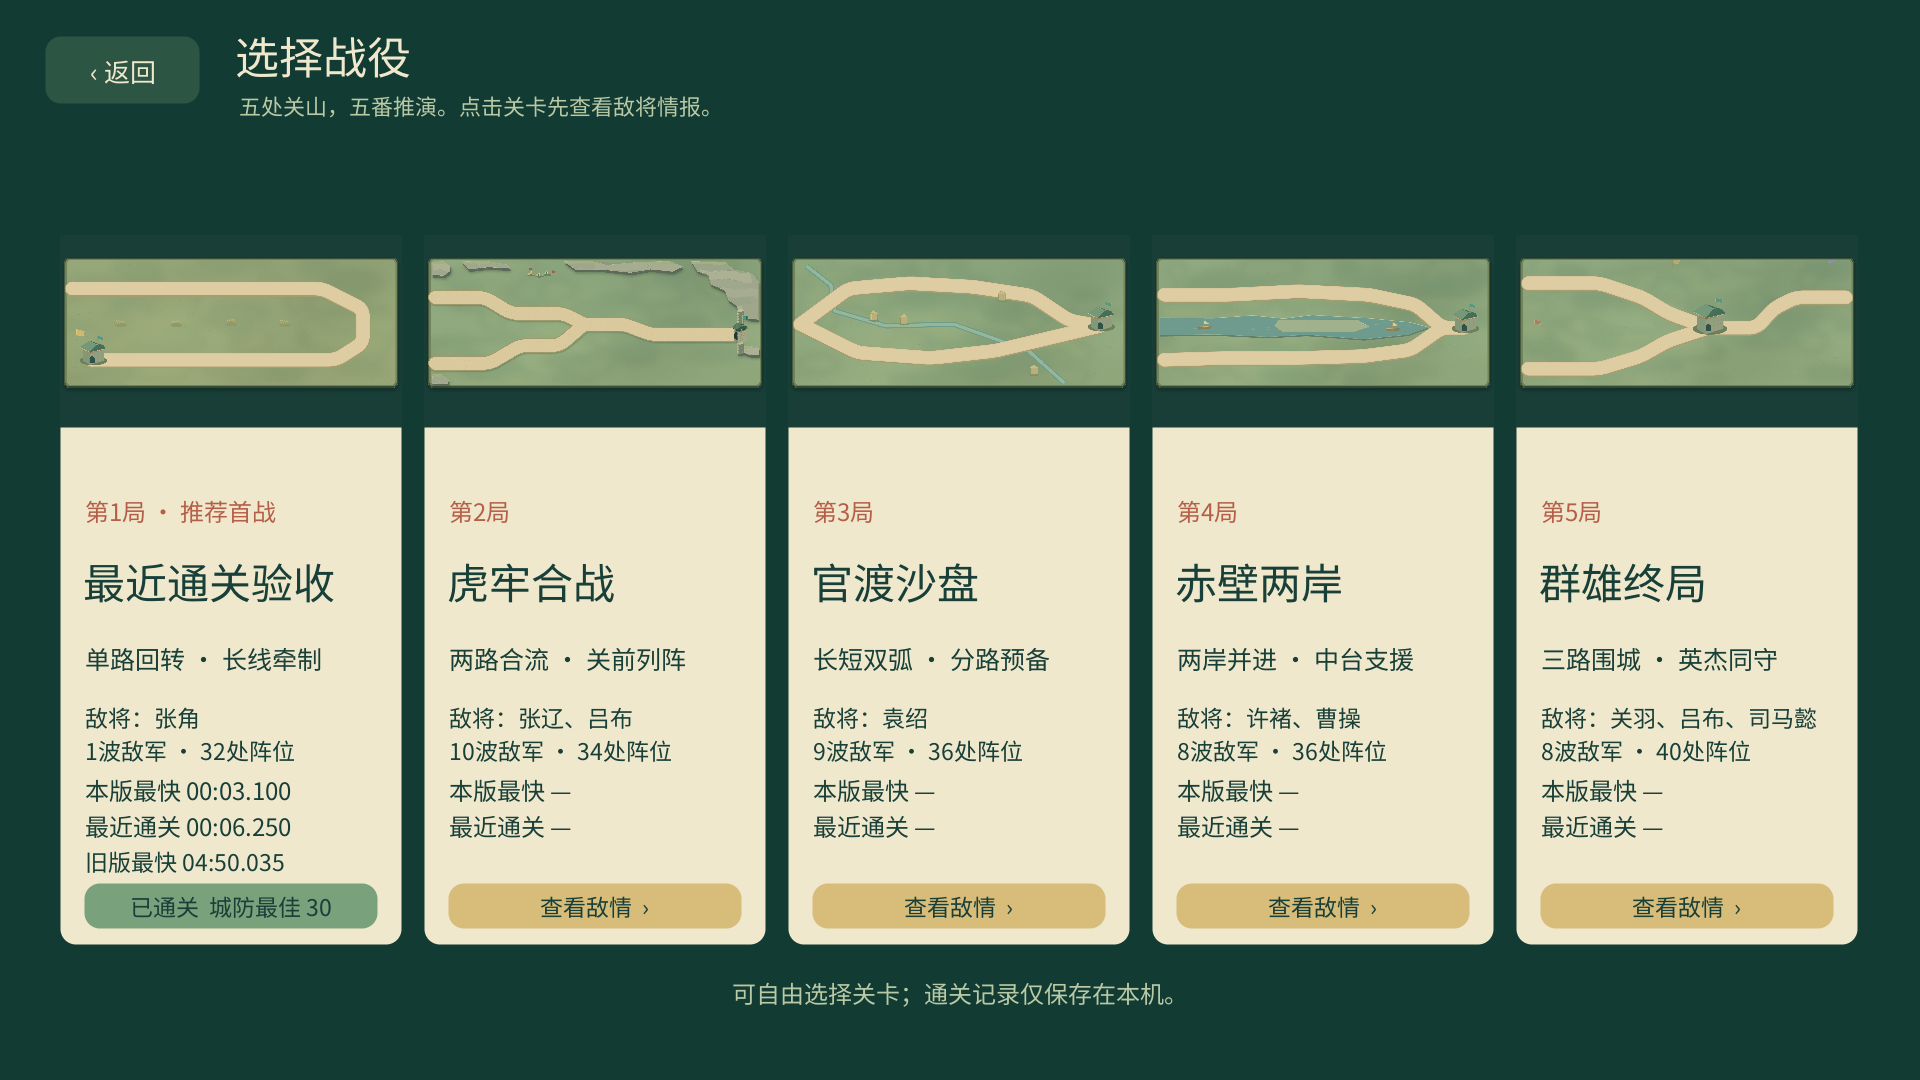 ‹ 返回
选择战役
五处关山，五番推演。点击关卡先查看敌将情报。
第1局 · 推荐首战
最近通关验收
单路回转 · 长线牵制
敌将：张角
1波敌军 · 32处阵位
本版最快 00:03.100
最近通关 00:06.250
旧版最快 04:50.035
已通关 城防最佳 30
第2局
虎牢合战
两路合流 · 关前列阵
敌将：张辽、吕布
10波敌军 · 34处阵位
本版最快 —
最近通关 —
查看敌情 ›
第3局
官渡沙盘
长短双弧 · 分路预备
敌将：袁绍
9波敌军 · 36处阵位
本版最快 —
最近通关 —
查看敌情 ›
第4局
赤壁两岸
两岸并进 · 中台支援
敌将：许褚、曹操
8波敌军 · 36处阵位
本版最快 —
最近通关 —
查看敌情 ›
第5局
群雄终局
三路围城 · 英杰同守
敌将：关羽、吕布、司马懿
8波敌军 · 40处阵位
本版最快 —
最近通关 —
查看敌情 ›
可自由选择关卡；通关记录仅保存在本机。